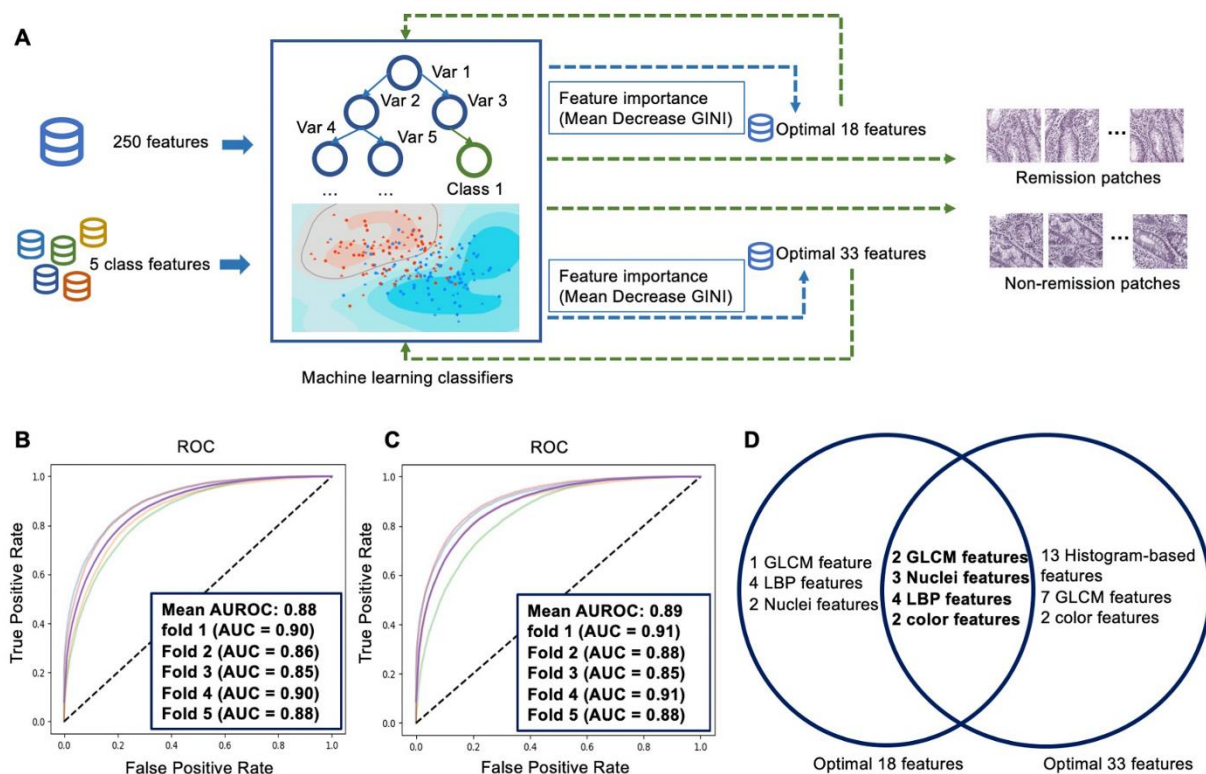 A
250 features
5 class features
Var 1
Var 2
Var 3
Var 4
Var 5
...
...
Class 1
Machine learning classifiers
Feature importance
(Mean Decrease GINI)
Optimal 18 features
Feature importance
(Mean Decrease GINI)
Optimal 33 features
...
Remission patches
...
Non-remission patches
B
ROC
True Positive Rate
1.0
0.8
0.6
0.4
0.2
0.0
Mean AUROC: 0.88
fold 1 (AUC = 0.90)
Fold 2 (AUC = 0.86)
Fold 3 (AUC = 0.85)
Fold 4 (AUC = 0.90)
Fold 5 (AUC = 0.88)
0.0 0.2 0.4 0.6 0.8 1.0
False Positive Rate
C
ROC
True Positive Rate
1.0
0.8
0.6
0.4
0.2
0.0
Mean AUROC: 0.89
fold 1 (AUC = 0.91)
Fold 2 (AUC = 0.88)
Fold 3 (AUC = 0.85)
Fold 4 (AUC = 0.91)
Fold 5 (AUC = 0.88)
0.0 0.2 0.4 0.6 0.8 1.0
False Positive Rate
D
1 GLCM feature
4 LBP features
2 Nuclei features
2 GLCM features
3 Nuclei features
4 LBP features
2 color features
13 Histogram-based
features
7 GLCM features
2 color features
Optimal 18 features
Optimal 33 features